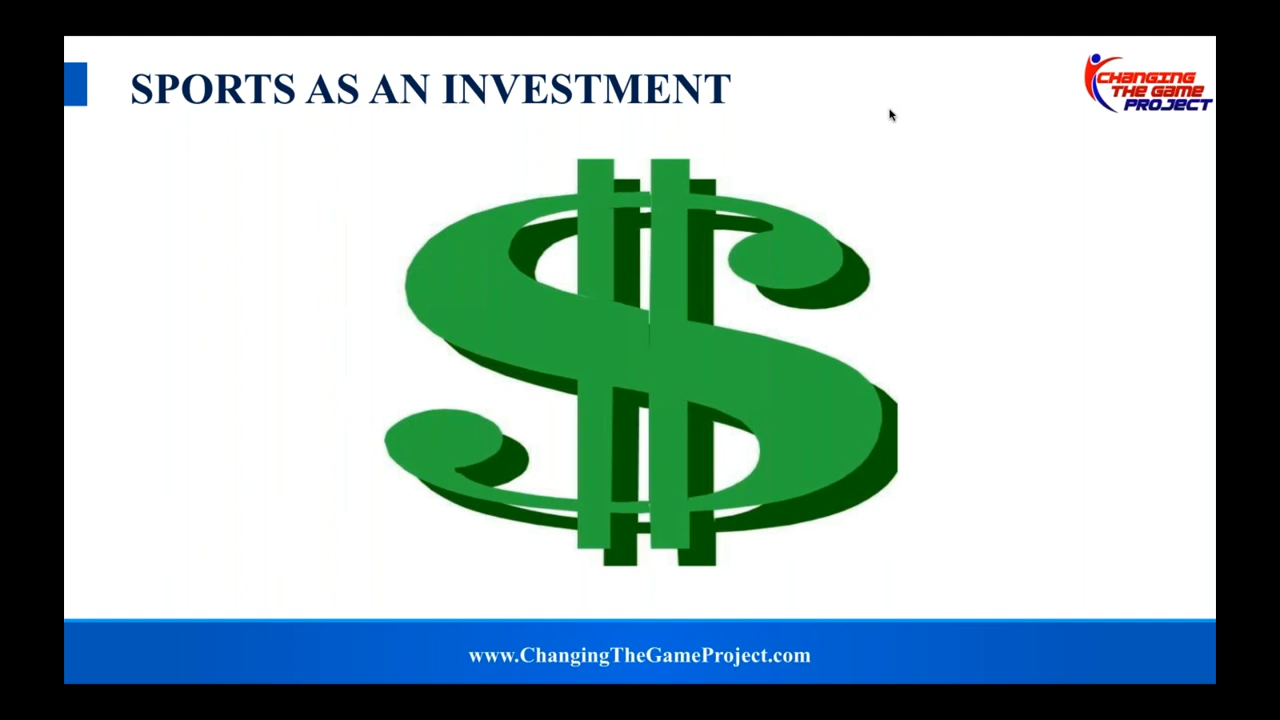 SPORTS AS AN INVESTMENT
CHANGING
THE GAME
PROJECT
$
www.ChangingTheGameProject.com